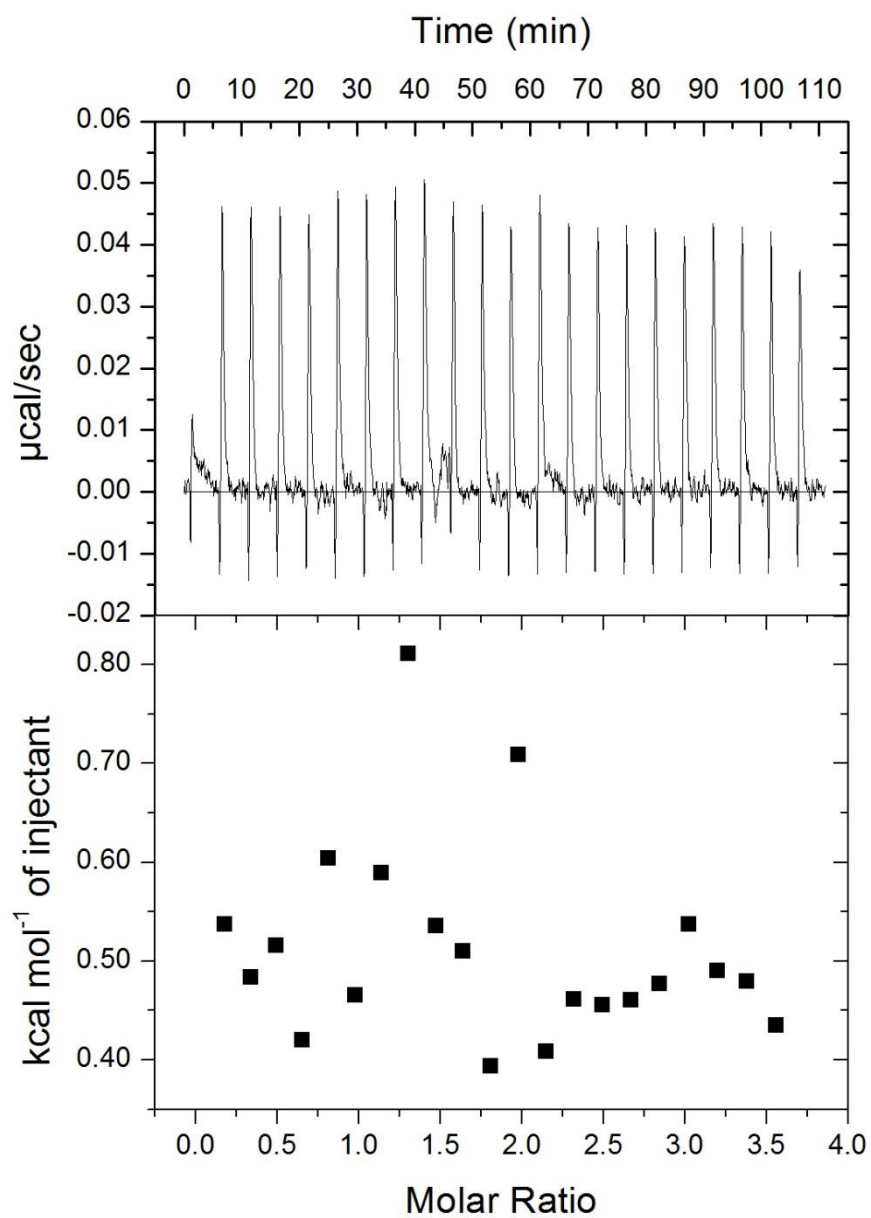 Time (min)
0 10 20 30 40 50 60 70 80 90 100 110
0.06
0.05
0.04
0.03
0.02
0.01
0.00
-0.01
-0.02
µcal/sec
0.80
0.70
0.60
0.50
0.40
kcal mol⁻¹ of injectant
0.0 0.5 1.0 1.5 2.0 2.5 3.0 3.5 4.0
Molar Ratio